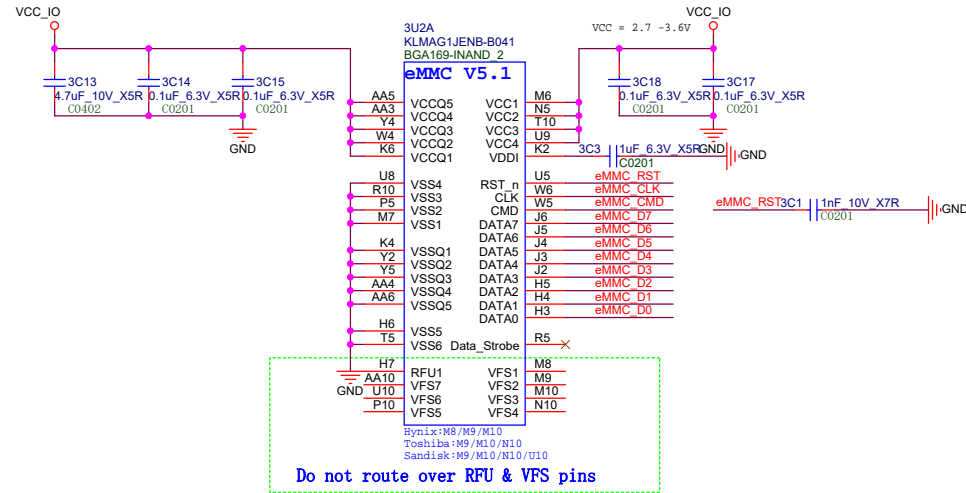 VCC_IO
3C13
4.7uF_10V_X5R
C0402
3C14
0.1uF_6.3V_X5R
C0201
3C15
0.1uF_6.3V_X5R
C0201
GND
3U2A
KLMAG1JENB-B041
BGA169-INAND_2
eMMC V5.1
VCC = 2.7 -3.6V
VCC_IO
3C18
0.1uF_6.3V_X5R
C0201
3C17
0.1uF_6.3V_X5R
C0201
GND
AA5 VCCQ5 VCC1 M6
AA3 VCCQ4 VCC2 N5
Y4 VCCQ3 VCC3 T10
W4 VCCQ2 VCC4 U9
K6 VCCQ1 VDDI K2
3C3 1uF_6.3V_X5R
C0201
GND
U8 VSS4 RST_n U5 eMMC_RST
R10 VSS3 CLK W6 eMMC_CLK
P5 VSS2 CMD W5 eMMC_CMD
M7 VSS1 DATA7 J6 eMMC_D7
DATA6 J5 eMMC_D6
K4 VSSQ1 DATA5 J4 eMMC_D5
Y2 VSSQ2 DATA4 J3 eMMC_D4
Y5 VSSQ3 DATA3 J2 eMMC_D3
AA4 VSSQ4 DATA2 H5 eMMC_D2
AA6 VSSQ5 DATA1 H4 eMMC_D1
DATA0 H3 eMMC_D0
H6 VSS5
T5 VSS6 Data_Strobe R5
H7 RFU1 VFS1 M8
AA10 VFS7 VFS2 M9
U10 VFS6 VFS3 M10
P10 VFS5 VFS4 N10
GND
eMMC_RST 3C1 1nF_10V_X7R
C0201
GND
Hynix:M8/M9/M10
Toshiba:M9/M10/N10
Sandisk:M9/M10/N10/U10
Do not route over RFU & VFS pins